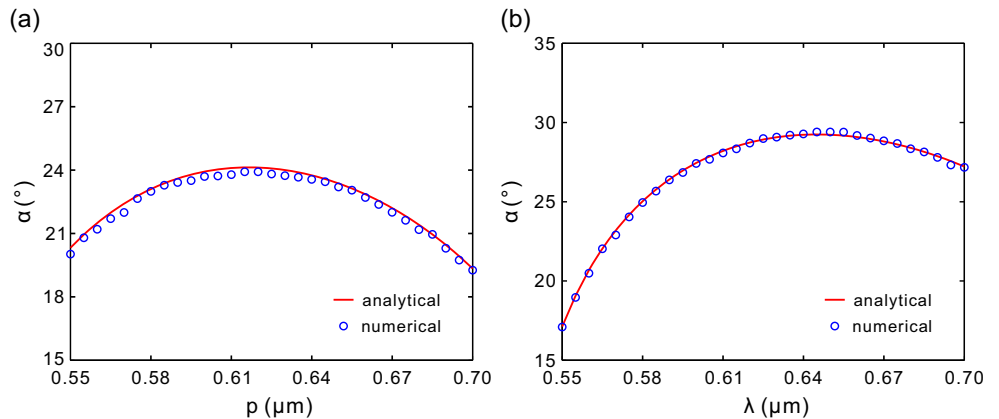 (a)
30
27
24
21
18
15
α (°)
0.55 0.58 0.61 0.64 0.67 0.70
p (μm)
analytical
numerical
(b)
35
30
25
20
15
α (°)
0.55 0.58 0.61 0.64 0.67 0.70
λ (μm)
analytical
numerical